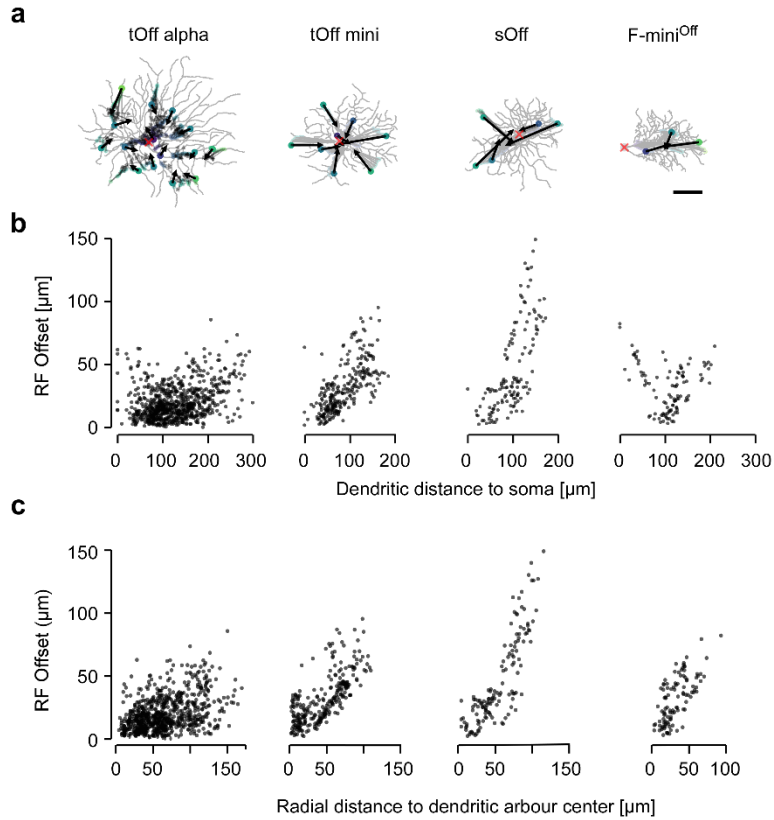 a
tOff alpha tOff mini sOff F-miniOff
b
150
100
50
0
RF Offset [µm]
0 100 200 300 0 100 200 0 100 200 0 100 200 300
Dendritic distance to soma [µm]
c
150
100
50
0
RF Offset (µm)
0 50 150 0 50 150 0 50 150 0 50 100
Radial distance to dendritic arbour center [µm]